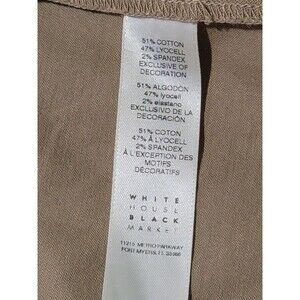 51% COTTON
47% LYOCELL
2% SPANDEX
EXCLUSIVE OF
DECORATION
51% ALGODÓN
47% lyocell
2% elastano
EXCLUSIVO DE LA
DECORACIÓN
51% COTON
47% À LYOCELL
2% SPANDEX
À L'EXCEPTION DES
MOTIFS
DÉCORATIFS
WHITE
HOUSE
BLACK
MARKET
11215 METRO PARKWAY
FORT MYERS, FL 33966